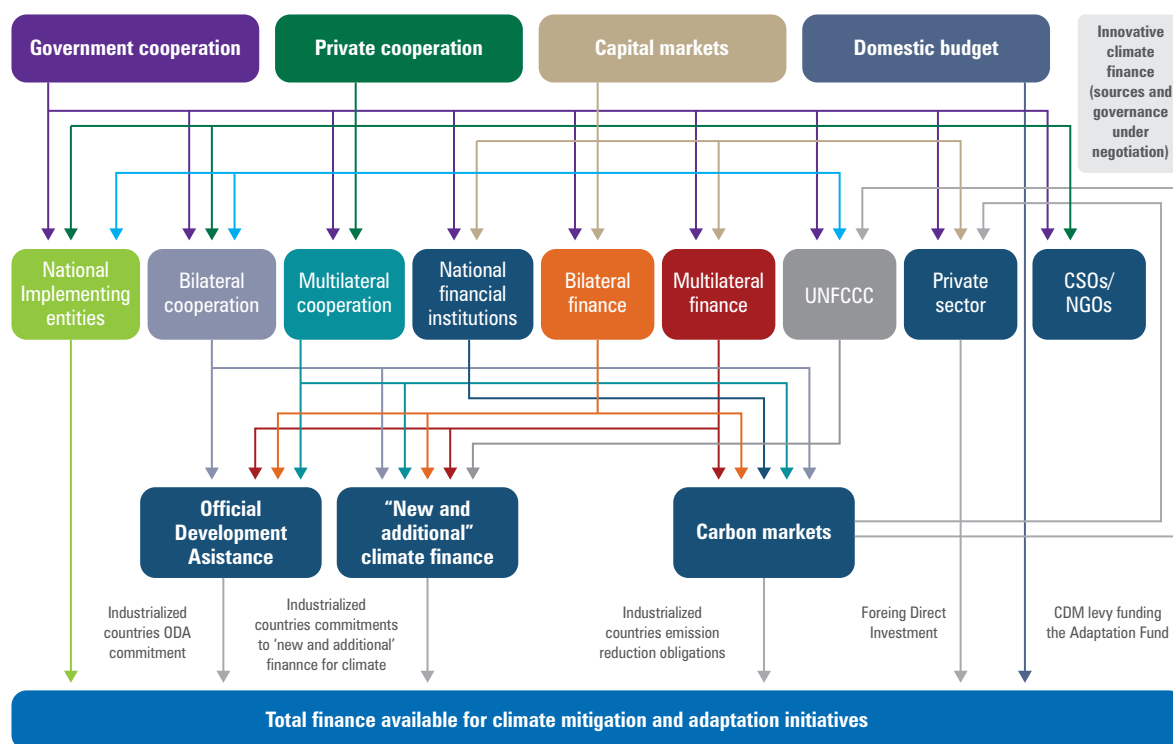 Government cooperation
Private cooperation
Capital markets
Domestic budget
Innovative
climate
finance
(sources and
governance
under
negotiation)
National
Implementing
entities
Bilateral
cooperation
Multilateral
cooperation
National
financial
institutions
Bilateral
finance
Multilateral
finance
UNFCCC
Private
sector
CSOs/
NGOs
Official
Development
Asistance
“New and
additional”
climate finance
Carbon markets
Industrialized
countries ODA
commitment
Industrialized
countries commitments
to ‘new and additional’
finannce for climate
Industrialized
countries emission
reduction obligations
Foreing Direct
Investment
CDM levy funding
the Adaptation Fund
Total finance available for climate mitigation and adaptation initiatives